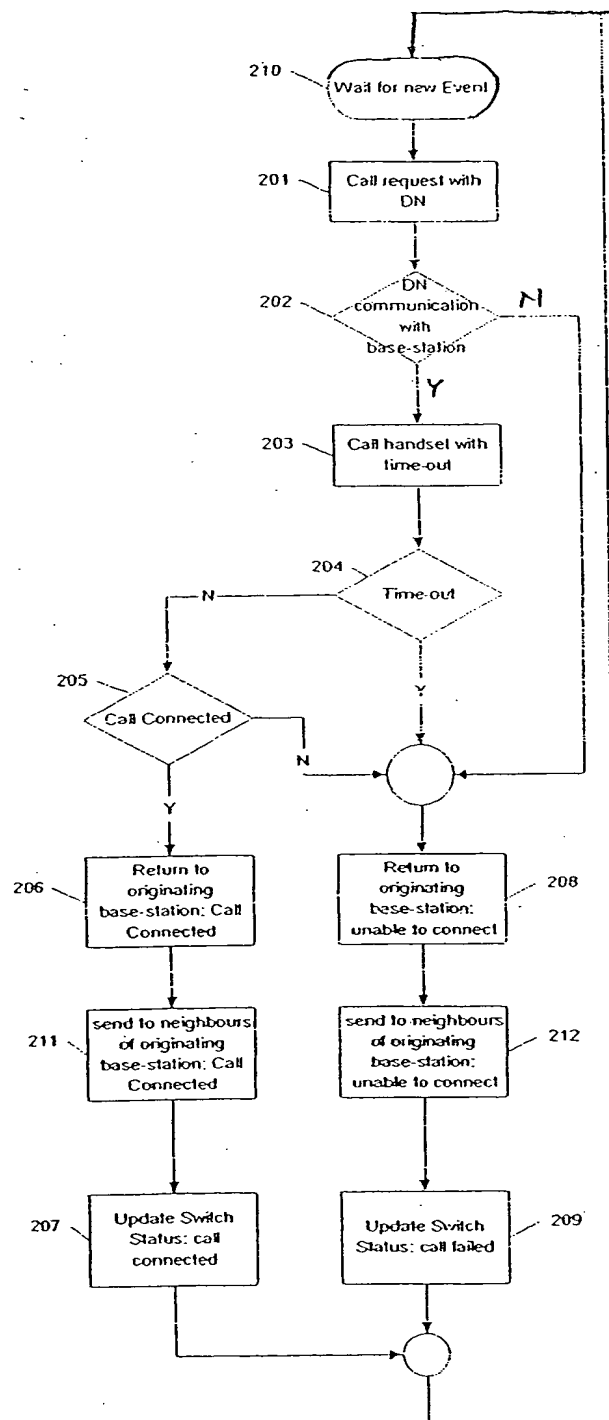 210
Wait for new Event
201
Call request with
DN
202
DN
communication
with
base-station
N
Y
203
Call handset with
time-out
204
Time-out
N
Y
205
Call Connected
N
Y
206
Return to
originating
base-station: Call
Connected
208
Return to
originating
base-station:
unable to connect
211
send to neighbours
of originating
base-station: Call
Connected
212
send to neighbours
of originating
base-station:
unable to connect
207
Update Switch
Status: call
connected
209
Update Switch
Status: call failed